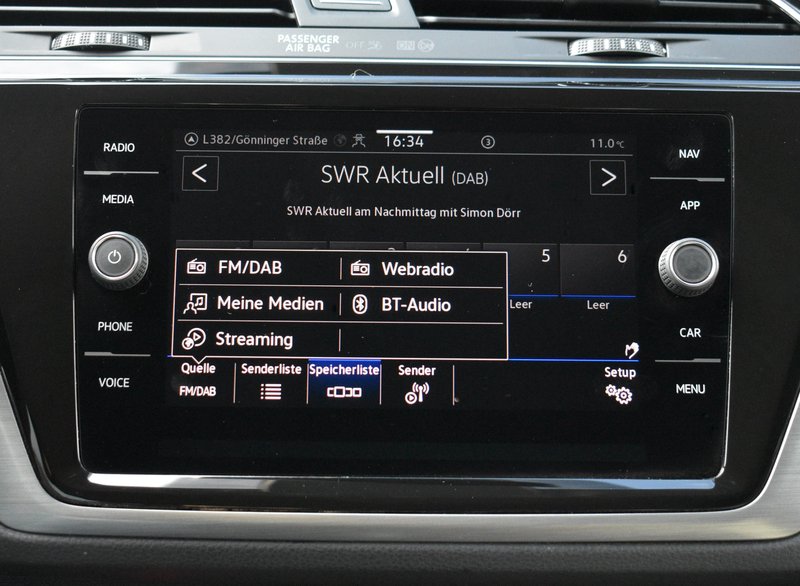 PASSENGER
AIR BAG OFF ON
RADIO
MEDIA
PHONE
VOICE
L382/Gönninger Straße 16:34 3 11.0°C
SWR Aktuell (DAB)
SWR Aktuell am Nachmittag mit Simon Dörr
5 6
Leer Leer
FM/DAB Webradio
Meine Medien BT-Audio
Streaming
Quelle Senderliste Speicherliste Sender Setup
FM/DAB
NAV
APP
CAR
MENU